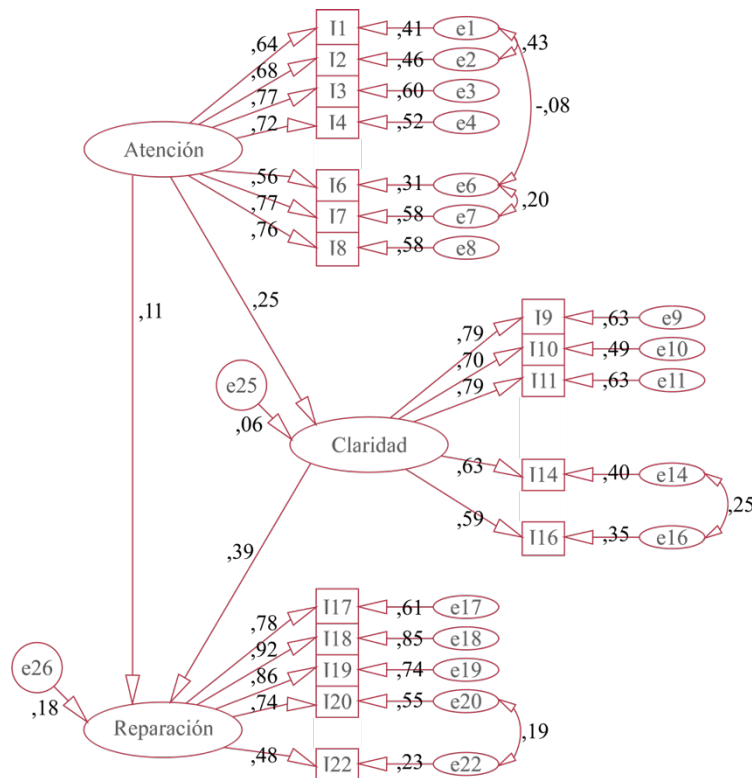 ,64 I1 ,41 e1 ,43
,68 I2 ,46 e2
,77 I3 ,60 e3
-,08
,72 I4 ,52 e4
Atención
,56 I6 ,31 e6
,20
,77 I7 ,58 e7
,76 I8 ,58 e8
,11 ,25
,79 I9 ,63 e9
,70 I10 ,49 e10
,79 I11 ,63 e11
e25
,06
Claridad
,63 I14 ,40 e14
,25
,59 I16 ,35 e16
,39
,78 I17 ,61 e17
,92 I18 ,85 e18
e26
,86 I19 ,74 e19
,74 I20 ,55 e20
,18
Reparación
,19
,48 I22 ,23 e22